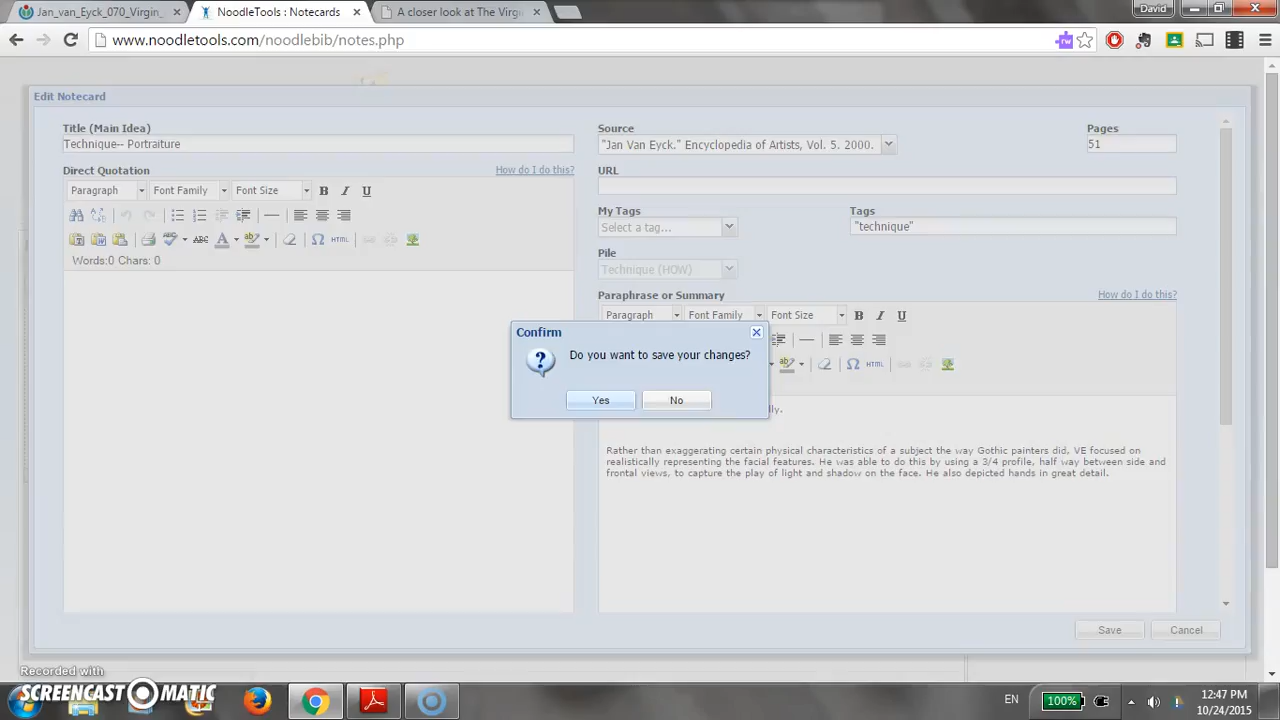 Jan_van_Eyck_070_Virgin_
NoodleTools : Notecards
A closer look at The Virg
David
www.noodletools.com/noodlebib/notes.php
Edit Notecard
Title (Main Idea)
Technique-- Portraiture
Source
"Jan Van Eyck." Encyclopedia of Artists, Vol. 5. 2000.
Pages
51
Direct Quotation
How do I do this?
URL
Paragraph
Font Family
Font Size
B I U
My Tags
Select a tag...
Tags
"technique"
ABC A ab Ω HTML
Words:0 Chars: 0
Pile
Technique (HOW)
Paraphrase or Summary
How do I do this?
Paragraph
Font Family
Font Size
B I U
ab Ω HTML
Confirm
Do you want to save your changes?
Yes
No
lly.
Rather than exaggerating certain physical characteristics of a subject the way Gothic painters did, VE focused on
realistically representing the facial features. He was able to do this by using a 3/4 profile, half way between side and
frontal views, to capture the play of light and shadow on the face. He also depicted hands in great detail.
Save
Cancel
Recorded with
SCREENCAST O MATIC
EN
100%
12:47 PM
10/24/2015